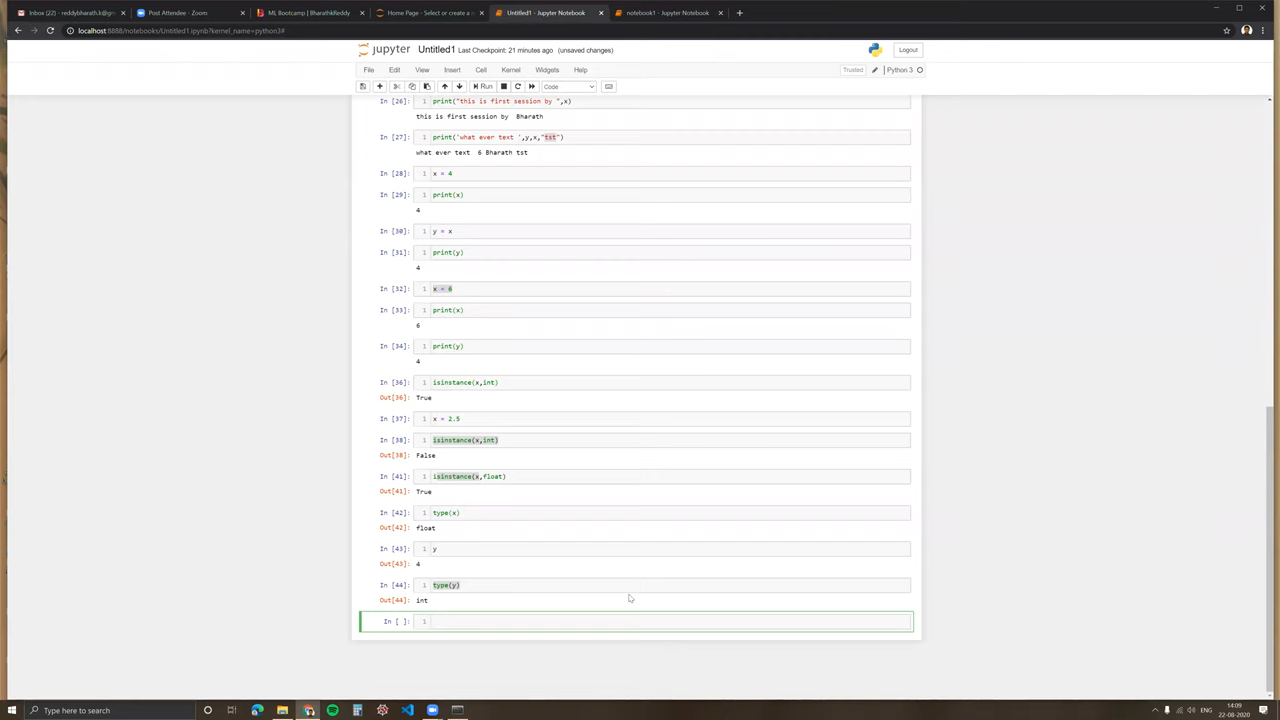 Inbox (22) - reddybharath.k@gm
Post Attendee - Zoom
ML Bootcamp | BharathkReddy
Home Page - Select or create a n
Untitled1 - Jupyter Notebook
notebook1 - Jupyter Notebook
localhost:8888/notebooks/Untitled1.ipynb?kernel_name=python3#
jupyter Untitled1 Last Checkpoint: 21 minutes ago (unsaved changes)
Logout
File Edit View Insert Cell Kernel Widgets Help
Trusted
Python 3
Run
Code
In [26]: 1 print("this is first session by ",x)
this is first session by  Bharath
In [27]: 1 print('what ever text ',y,x,"tst")
what ever text  6 Bharath tst
In [28]: 1 x = 4
In [29]: 1 print(x)
4
In [30]: 1 y = x
In [31]: 1 print(y)
4
In [32]: 1 x = 6
In [33]: 1 print(x)
6
In [34]: 1 print(y)
4
In [36]: 1 isinstance(x,int)
Out[36]: True
In [37]: 1 x = 2.5
In [38]: 1 isinstance(x,int)
Out[38]: False
In [41]: 1 isinstance(x,float)
Out[41]: True
In [42]: 1 type(x)
Out[42]: float
In [43]: 1 y
Out[43]: 4
In [44]: 1 type(y)
Out[44]: int
In [ ]: 1
Type here to search
ENG
14:09
22-08-2020